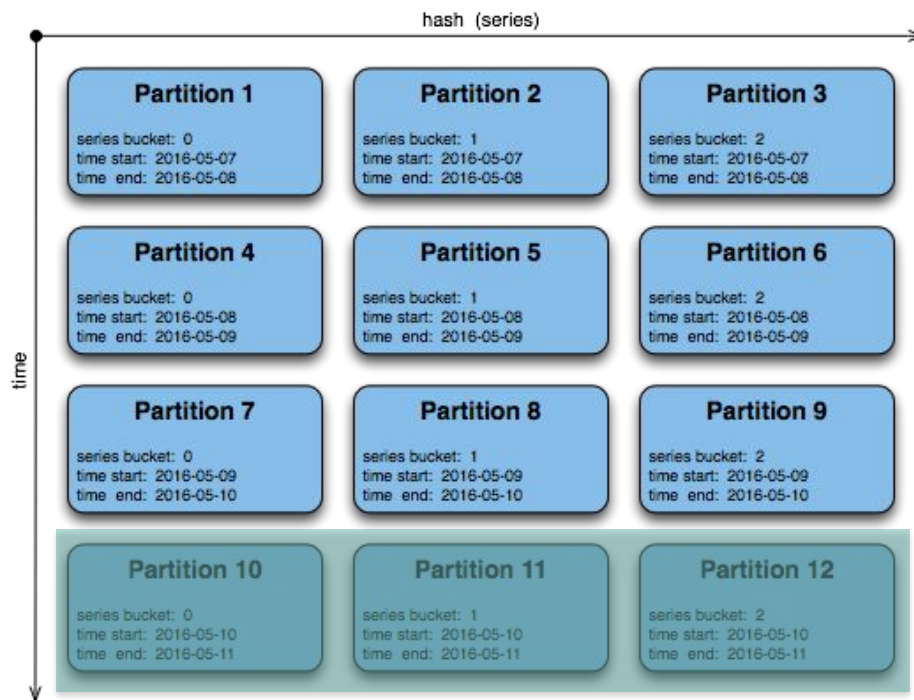 hash (series)
time
Partition 1
series bucket: 0
time start: 2016-05-07
time end: 2016-05-08
Partition 2
series bucket: 1
time start: 2016-05-07
time end: 2016-05-08
Partition 3
series bucket: 2
time start: 2016-05-07
time end: 2016-05-08
Partition 4
series bucket: 0
time start: 2016-05-08
time end: 2016-05-09
Partition 5
series bucket: 1
time start: 2016-05-08
time end: 2016-05-09
Partition 6
series bucket: 2
time start: 2016-05-08
time end: 2016-05-09
Partition 7
series bucket: 0
time start: 2016-05-09
time end: 2016-05-10
Partition 8
series bucket: 1
time start: 2016-05-09
time end: 2016-05-10
Partition 9
series bucket: 2
time start: 2016-05-09
time end: 2016-05-10
Partition 10
series bucket: 0
time start: 2016-05-10
time end: 2016-05-11
Partition 11
series bucket: 1
time start: 2016-05-10
time end: 2016-05-11
Partition 12
series bucket: 2
time start: 2016-05-10
time end: 2016-05-11